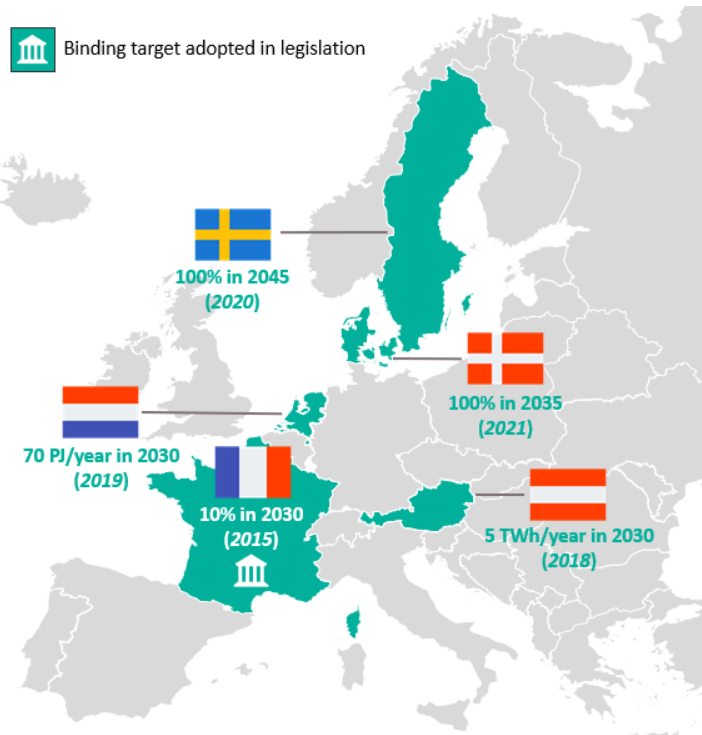 Binding target adopted in legislation
100% in 2045
(2020)
100% in 2035
(2021)
70 PJ/year in 2030
(2019)
10% in 2030
(2015)
5 TWh/year in 2030
(2018)